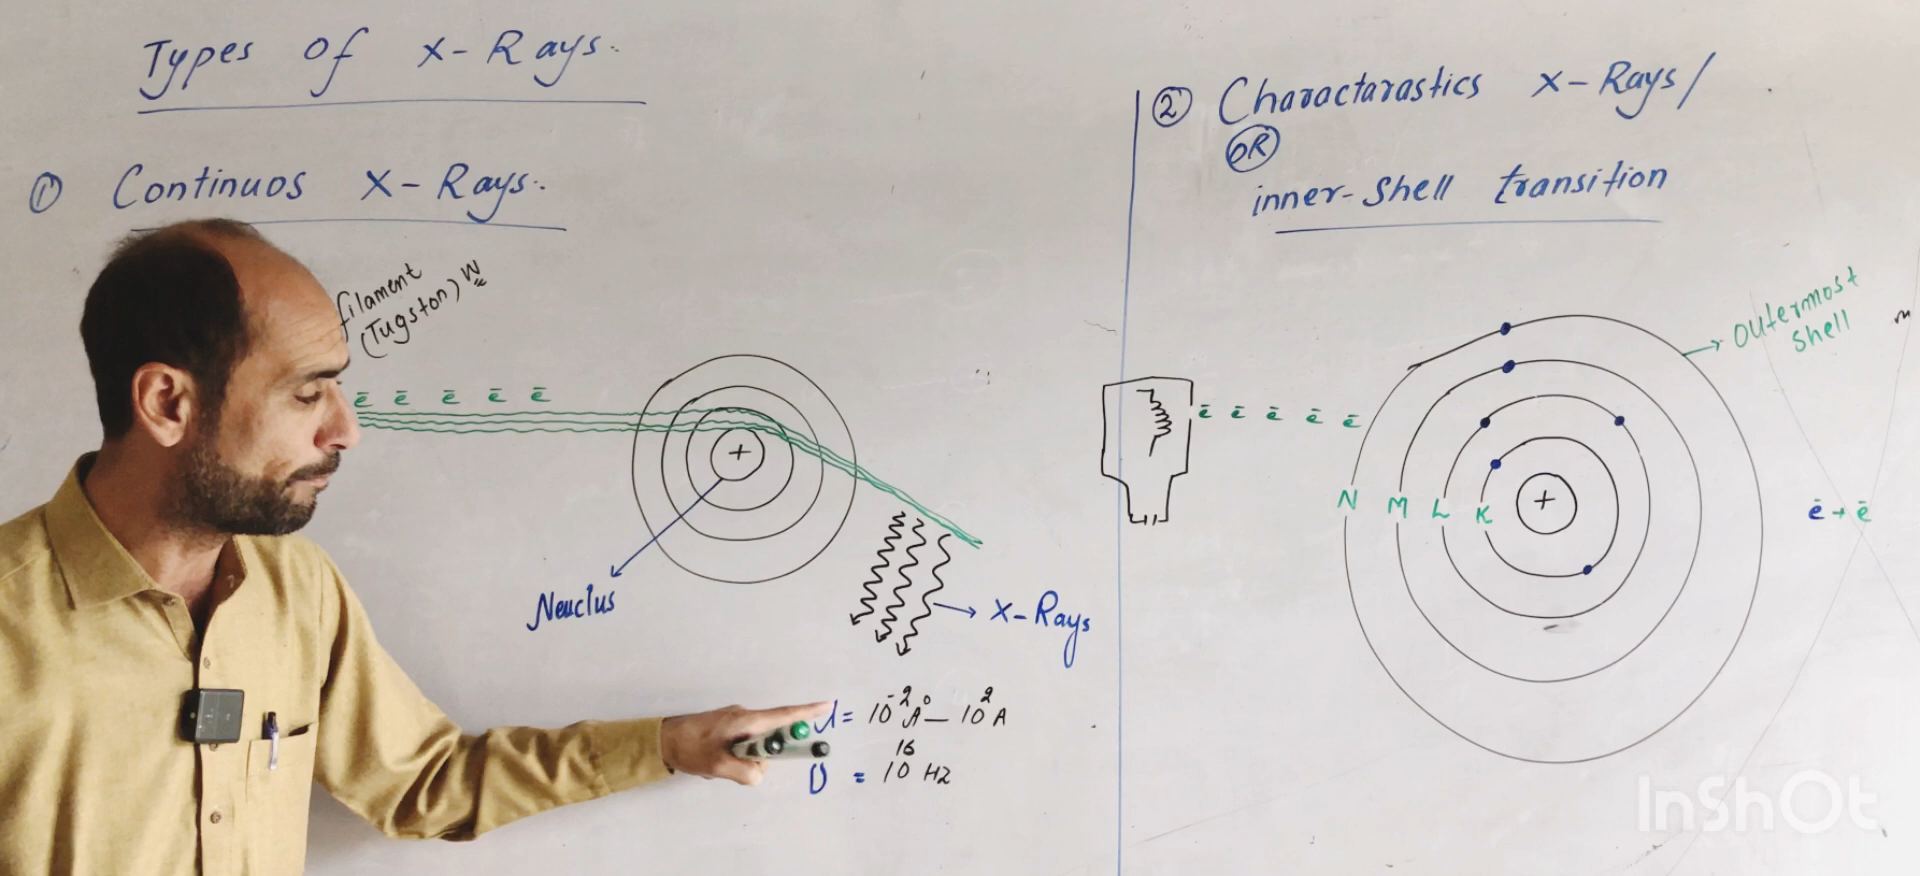 Types of X-Rays.
① Continuos X-Rays.
filament
(Tugston) W
ē ē ē ē ē
+
Neuclus
X-Rays
λ = 10⁻² A° – 10² A
υ = 10¹⁶ HZ
② Charactarastics X-Rays/
OR
inner-shell transition
outermost
shell
ē ē ē ē ē
N M L K +
ē + ē
InShOt